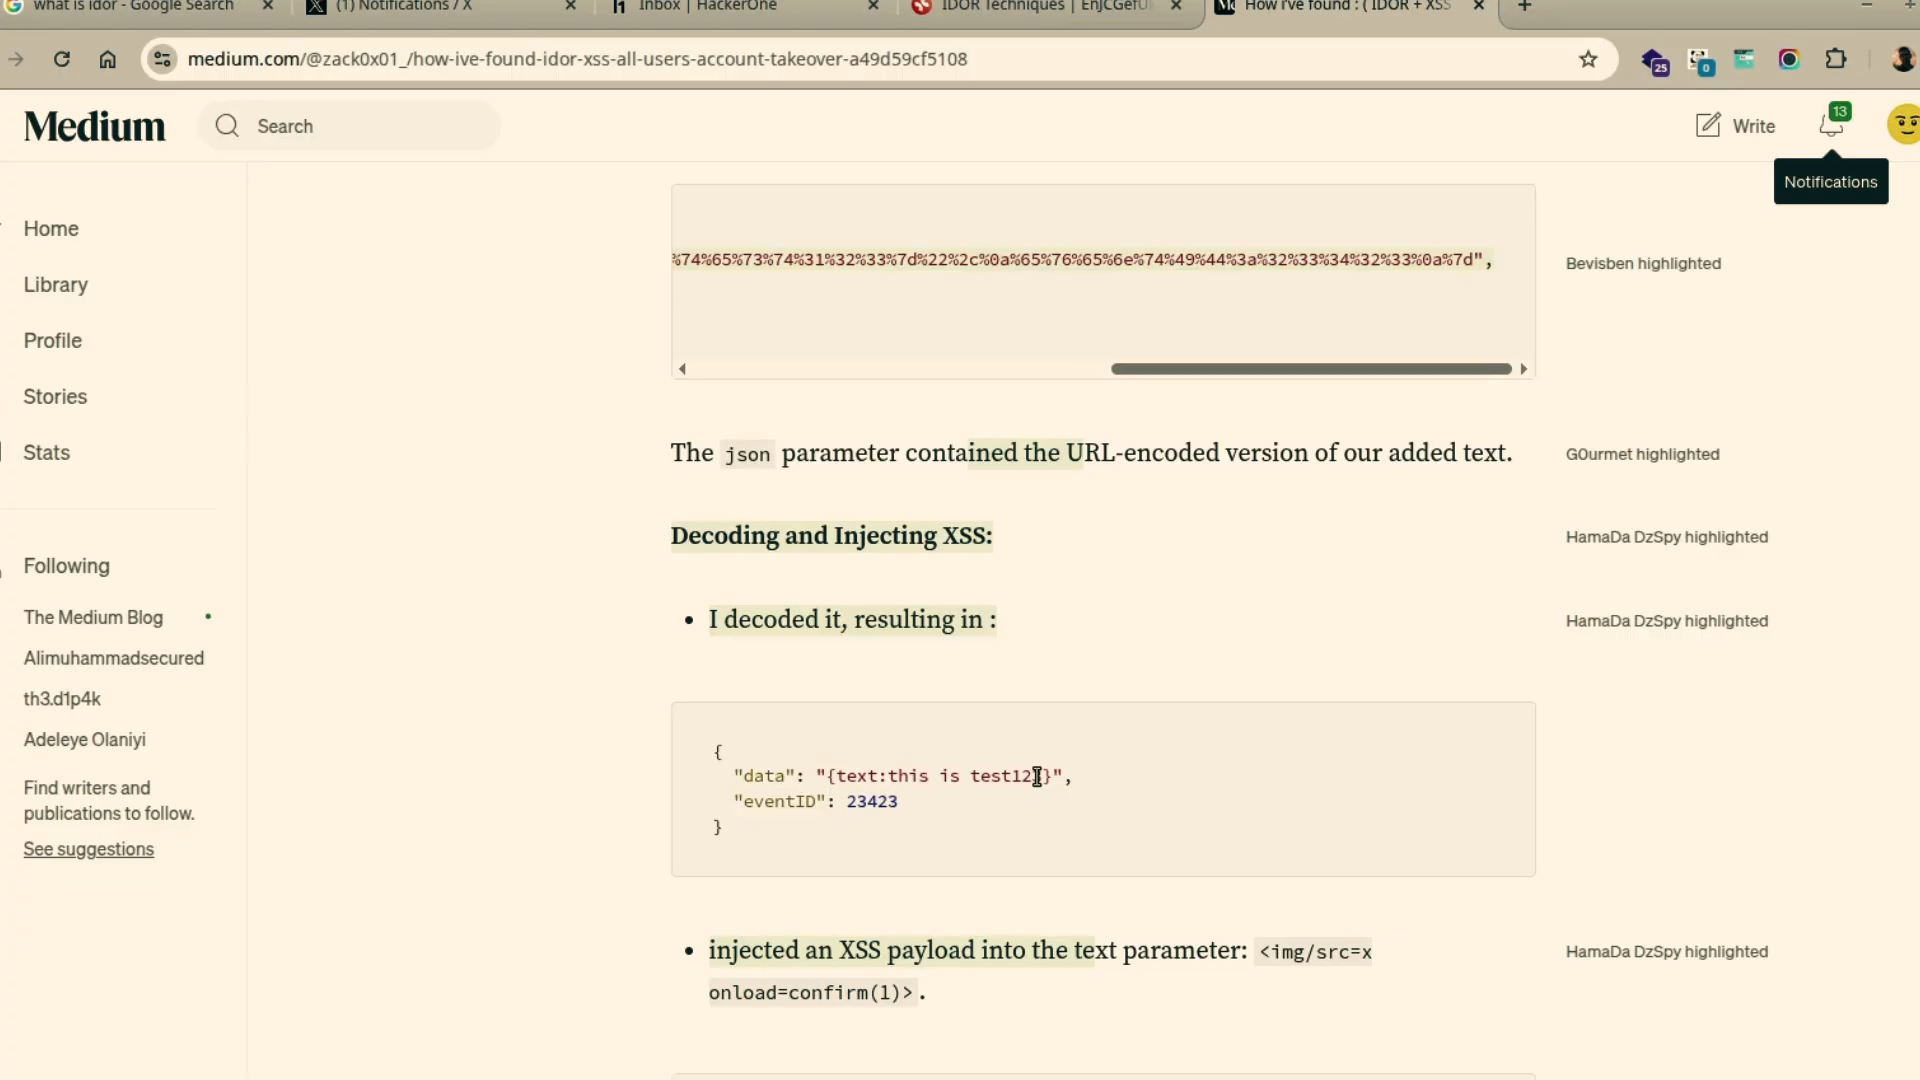 what is idor - Google Search
(1) Notifications / X
Inbox | HackerOne
IDOR Techniques | EnJCGefU
How i've found : ( IDOR + XSS
medium.com/@zack0x01_/how-ive-found-idor-xss-all-users-account-takeover-a49d59cf5108
25
0
Medium
Search
Write
13
Notifications
Home
Library
Profile
Stories
Stats
Following
The Medium Blog
Alimuhammadsecured
th3.d1p4k
Adeleye Olaniyi
Find writers and
publications to follow.
See suggestions
%74%65%73%74%31%32%33%7d%22%2c%0a%65%76%65%6e%74%49%44%3a%32%33%34%32%33%0a%7d",
Bevisben highlighted
The json parameter contained the URL-encoded version of our added text.
G0urmet highlighted
Decoding and Injecting XSS:
HamaDa DzSpy highlighted
• I decoded it, resulting in :
HamaDa DzSpy highlighted
{
"data": "{text:this is test123}",
"eventID": 23423
}
• injected an XSS payload into the text parameter: <img/src=x
onload=confirm(1)> .
HamaDa DzSpy highlighted